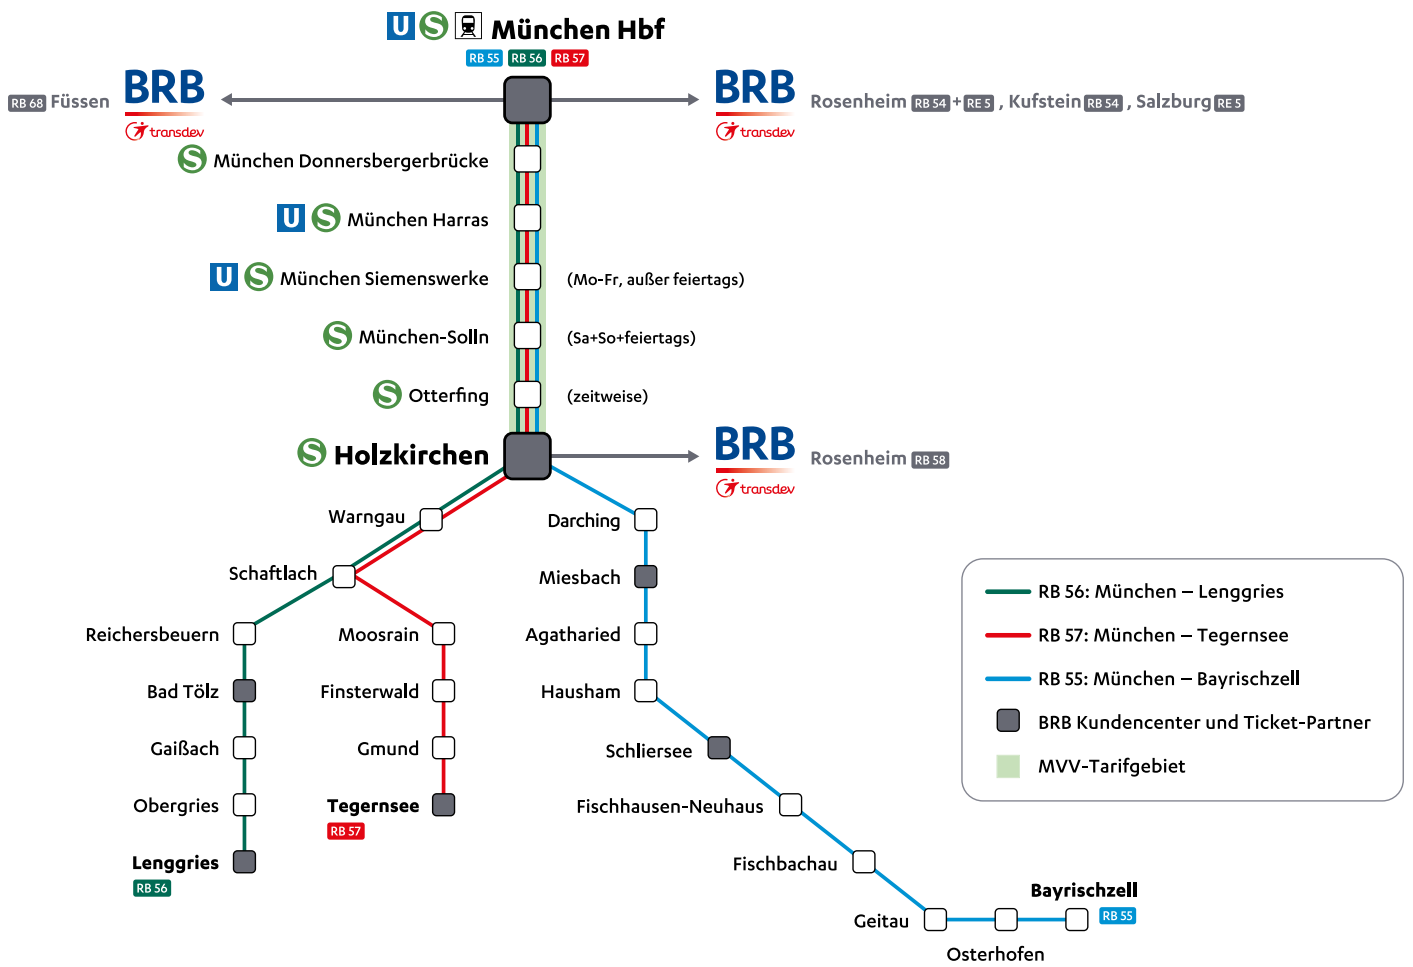 U S München Hbf
RB 55 RB 56 RB 57
RB 68 Füssen BRB transdev
BRB transdev Rosenheim RB 54 + RE 5 , Kufstein RB 54 , Salzburg RE 5
S München Donnersbergerbrücke
U S München Harras
U S München Siemenswerke (Mo-Fr, außer feiertags)
S München-Solln (Sa+So+feiertags)
S Otterfing (zeitweise)
S Holzkirchen
BRB transdev Rosenheim RB 58
Warngau
Schaftlach
Reichersbeuern
Bad Tölz
Gaißach
Obergries
Lenggries
RB 56
Moosrain
Finsterwald
Gmund
Tegernsee
RB 57
Darching
Miesbach
Agatharied
Hausham
Schliersee
Fischhausen-Neuhaus
Fischbachau
Geitau
Osterhofen
Bayrischzell
RB 55
RB 56: München – Lenggries
RB 57: München – Tegernsee
RB 55: München – Bayrischzell
BRB Kundencenter und Ticket-Partner
MVV-Tarifgebiet